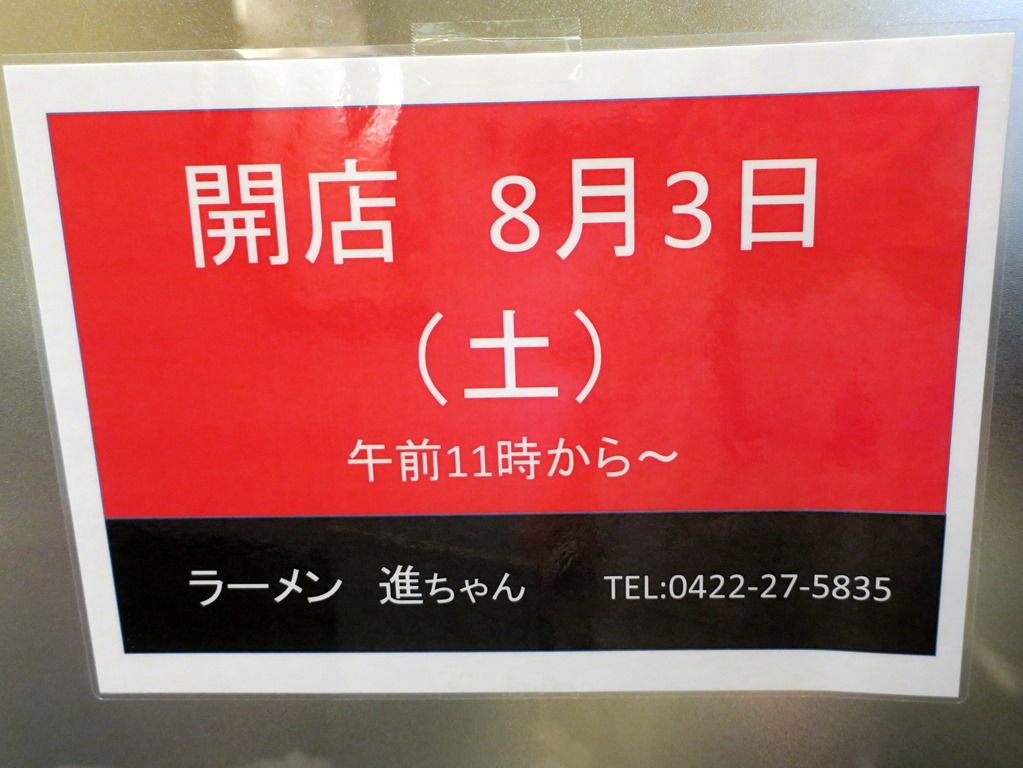 開店　8月3日
（土）
午前11時から～
ラーメン　進ちゃん　　TEL:0422-27-5835